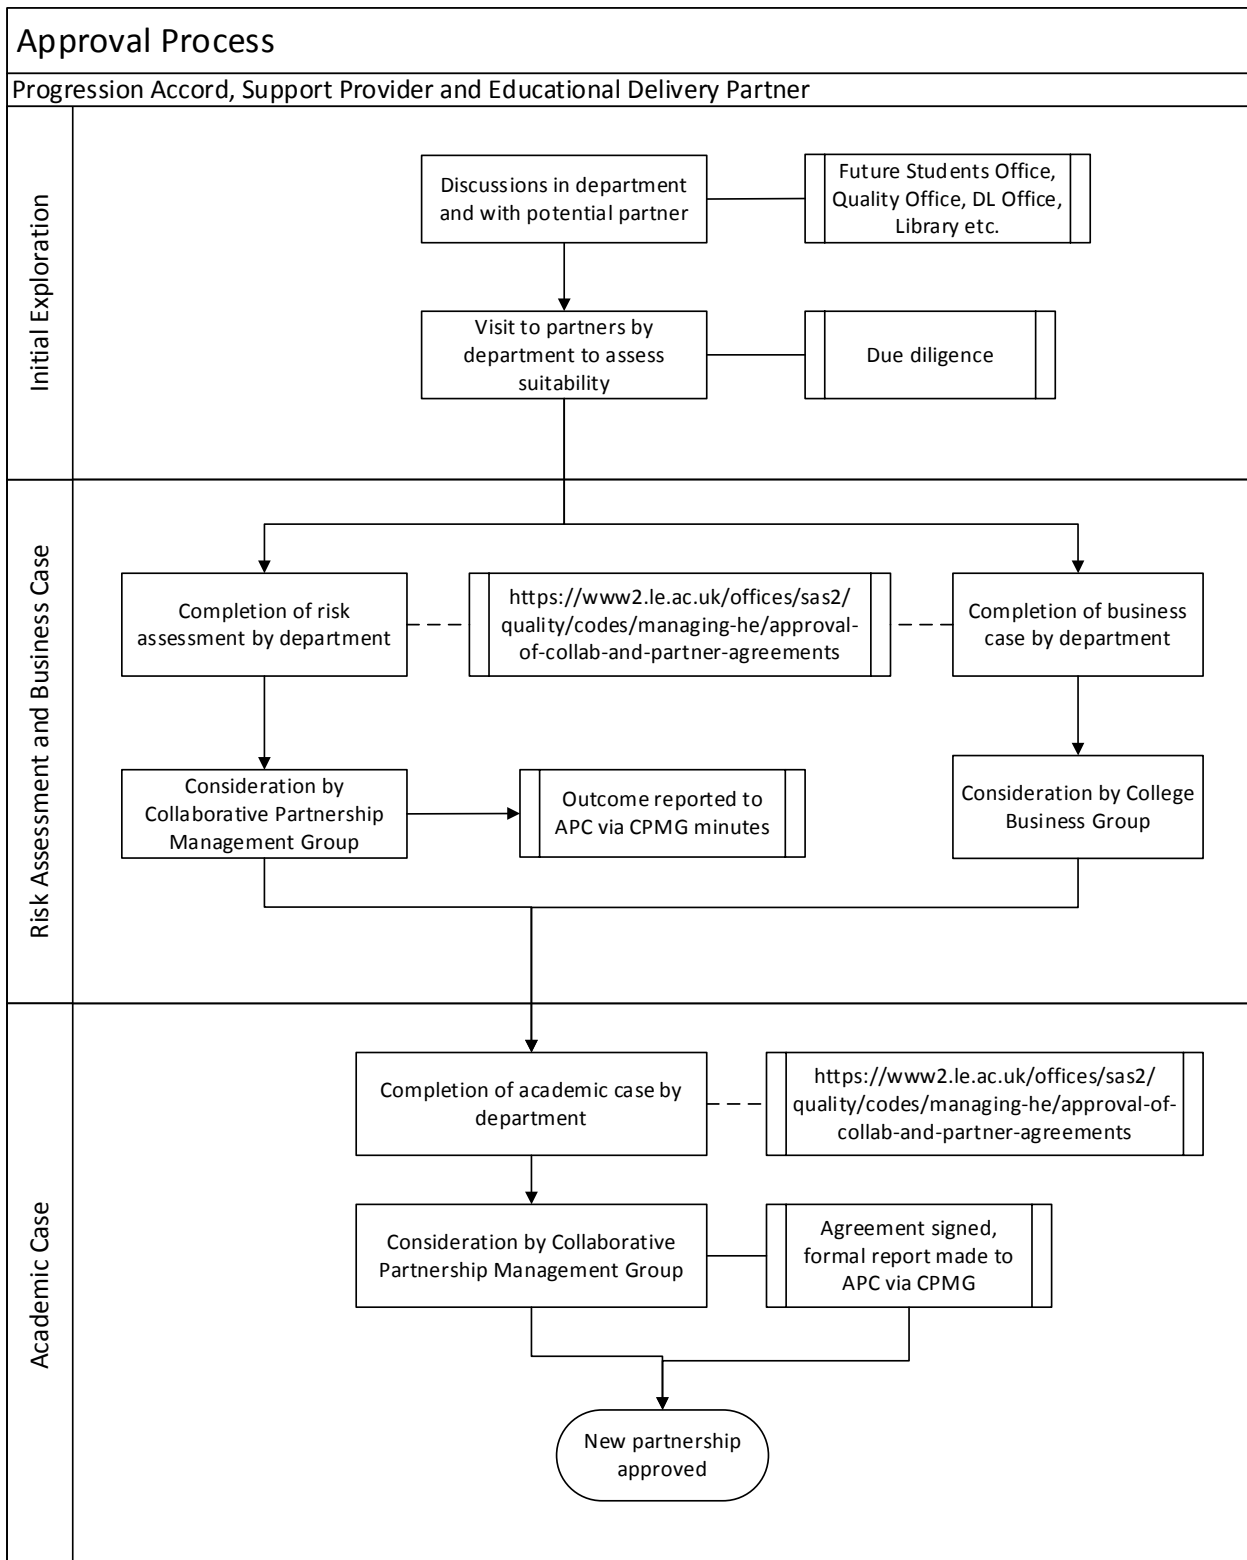 Approval Process
Progression Accord, Support Provider and Educational Delivery Partner
Initial Exploration
Discussions in department
and with potential partner
Future Students Office,
Quality Office, DL Office,
Library etc.
Visit to partners by
department to assess
suitability
Due diligence
Risk Assessment and Business Case
Completion of risk
assessment by department
https://www2.le.ac.uk/offices/sas2/
quality/codes/managing-he/approval-
of-collab-and-partner-agreements
Completion of business
case by department
Consideration by
Collaborative Partnership
Management Group
Outcome reported to
APC via CPMG minutes
Consideration by College
Business Group
Academic Case
Completion of academic case by
department
https://www2.le.ac.uk/offices/sas2/
quality/codes/managing-he/approval-of-
collab-and-partner-agreements
Consideration by Collaborative
Partnership Management Group
Agreement signed,
formal report made to
APC via CPMG
New partnership
approved